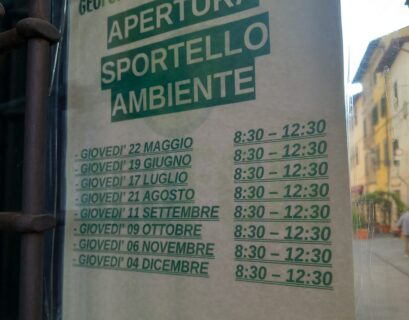 APERTURA
SPORTELLO
AMBIENTE
- GIOVEDI' 22 MAGGIO 8:30 – 12:30
- GIOVEDI' 19 GIUGNO 8:30 – 12:30
- GIOVEDI' 17 LUGLIO 8:30 – 12:30
- GIOVEDI' 21 AGOSTO 8:30 – 12:30
- GIOVEDI' 11 SETTEMBRE 8:30 – 12:30
- GIOVEDI' 09 OTTOBRE 8:30 – 12:30
- GIOVEDI' 06 NOVEMBRE 8:30 – 12:30
- GIOVEDI' 04 DICEMBRE 8:30 – 12:30